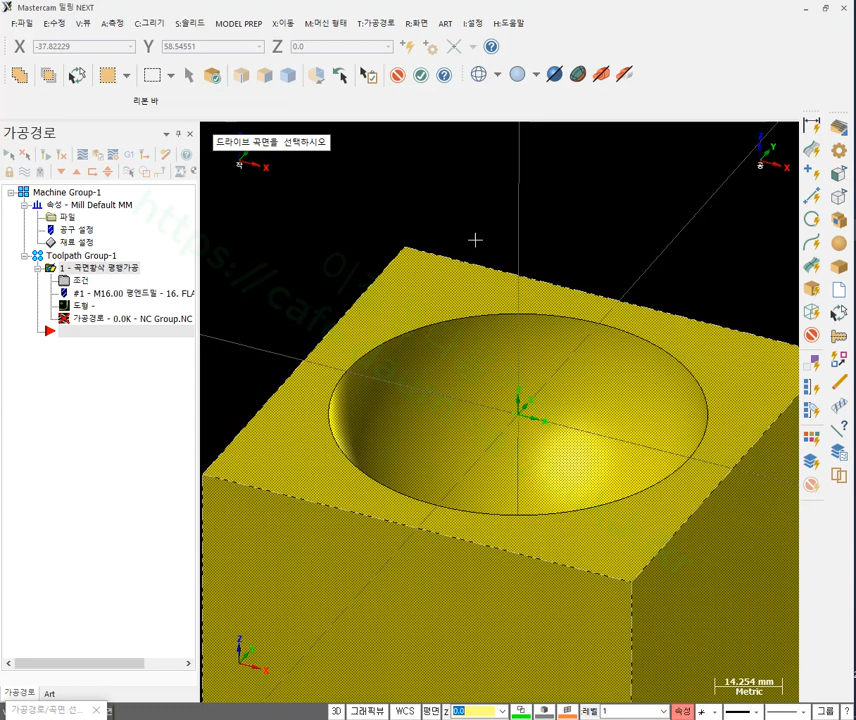 Mastercam 밀링 NEXT
F:파일 E:수정 V:뷰 A:측정 C:그리기 S:솔리드 MODEL PREP X:이동 M:머신 형태 T:가공경로 R:화면 ART I:설정 H:도움말
X -37.82229 Y 58.54551 Z 0.0
리본 바
가공경로
드라이브 곡면을 선택하시오
Machine Group-1
속성 - Mill Default MM
파일
공구 설정
재료 설정
Toolpath Group-1
1 - 곡면황삭 평행가공
조건
#1 - M16.00 평엔드밀 - 16. FLA
도형 -
가공경로 - 0.0K - NC Group.NC
14.254 mm
Metric
가공경로 Art
가공경로/곡면 선... 3D 그래픽뷰 WCS 평면 Z 0.0 레벨 1 속성 그룹 ?